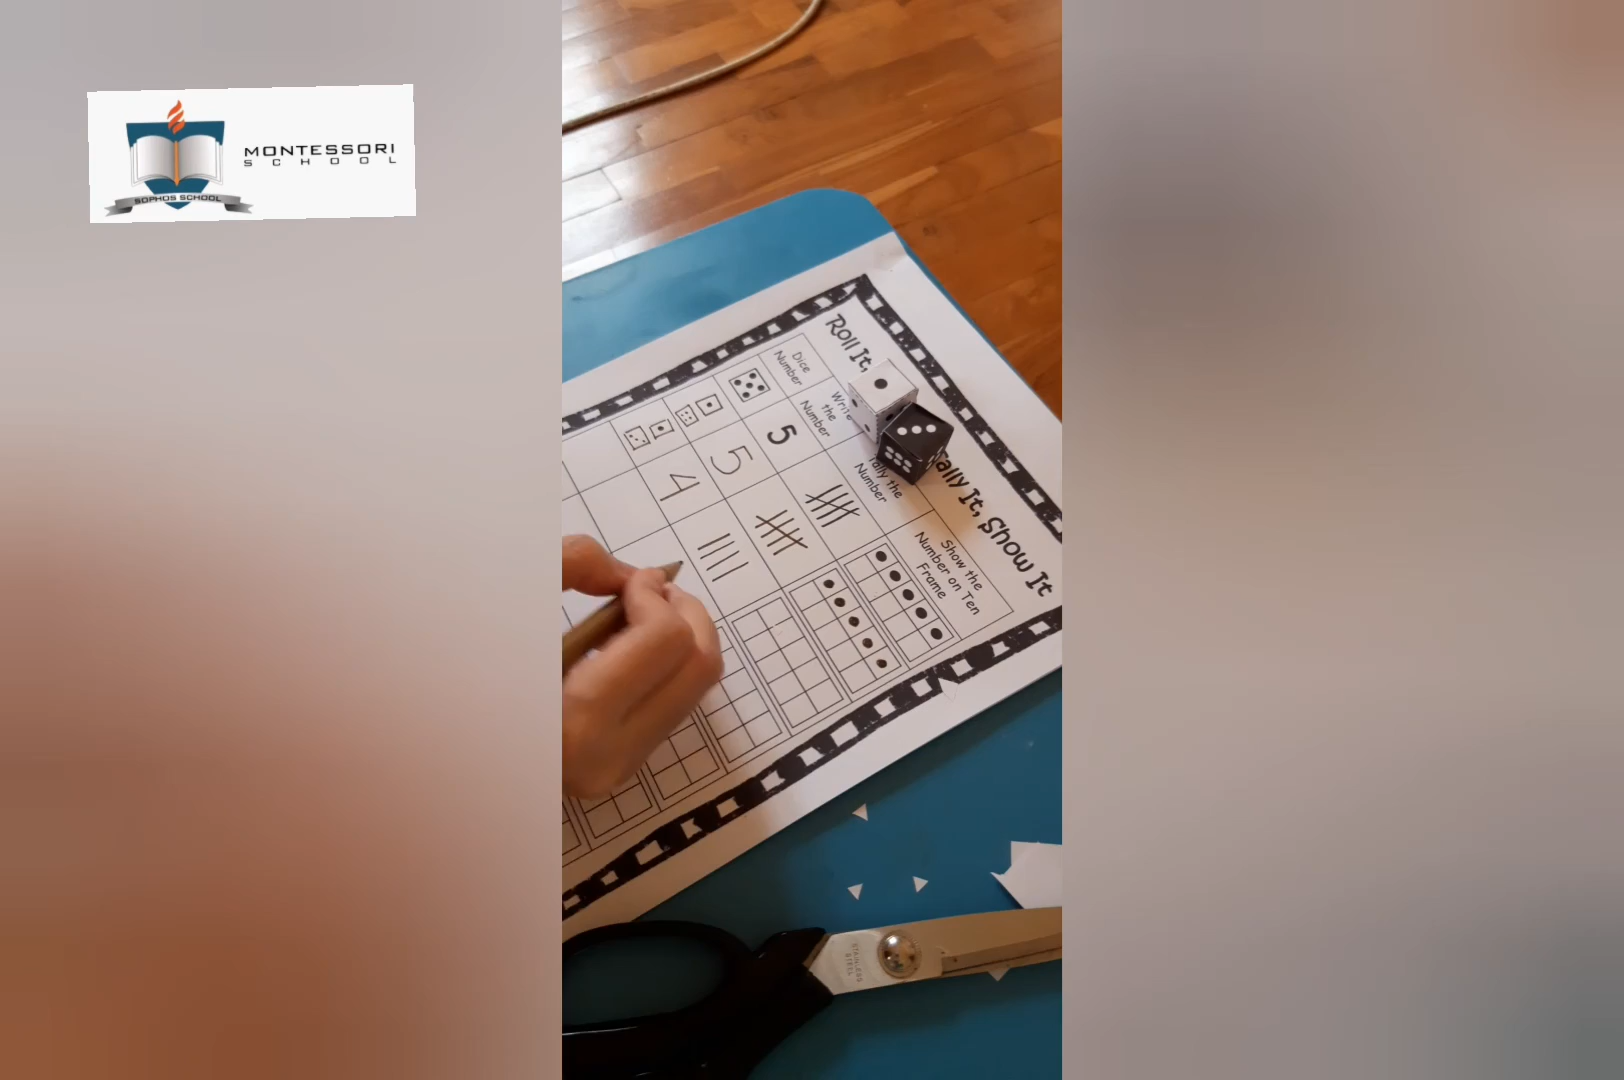 MONTESSORI
SCHOOL
SOPHOS SCHOOL
Roll It,
Tally It, Show It
Dice
Number
Write
the
Number
Tally the
Number
Show the
Number on Ten
Frame
5
5
4
STAINLESS
STEEL